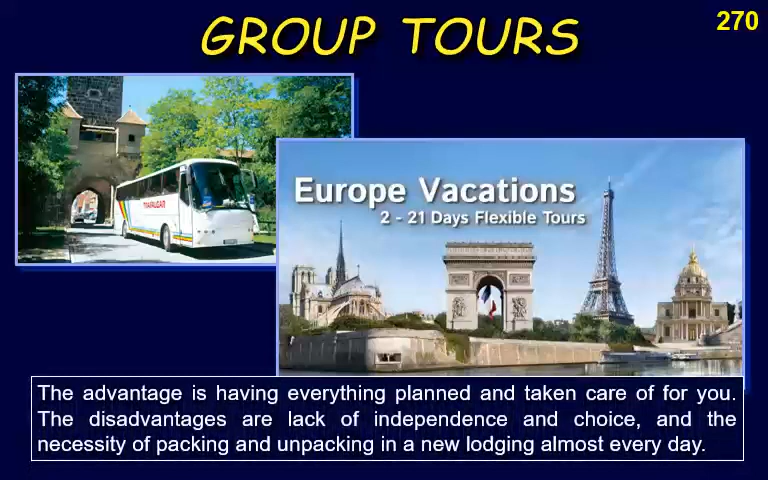 GROUP TOURS
270
TRAFALGAR
Europe Vacations
2 - 21 Days Flexible Tours
The advantage is having everything planned and taken care of for you.
The disadvantages are lack of independence and choice, and the
necessity of packing and unpacking in a new lodging almost every day.